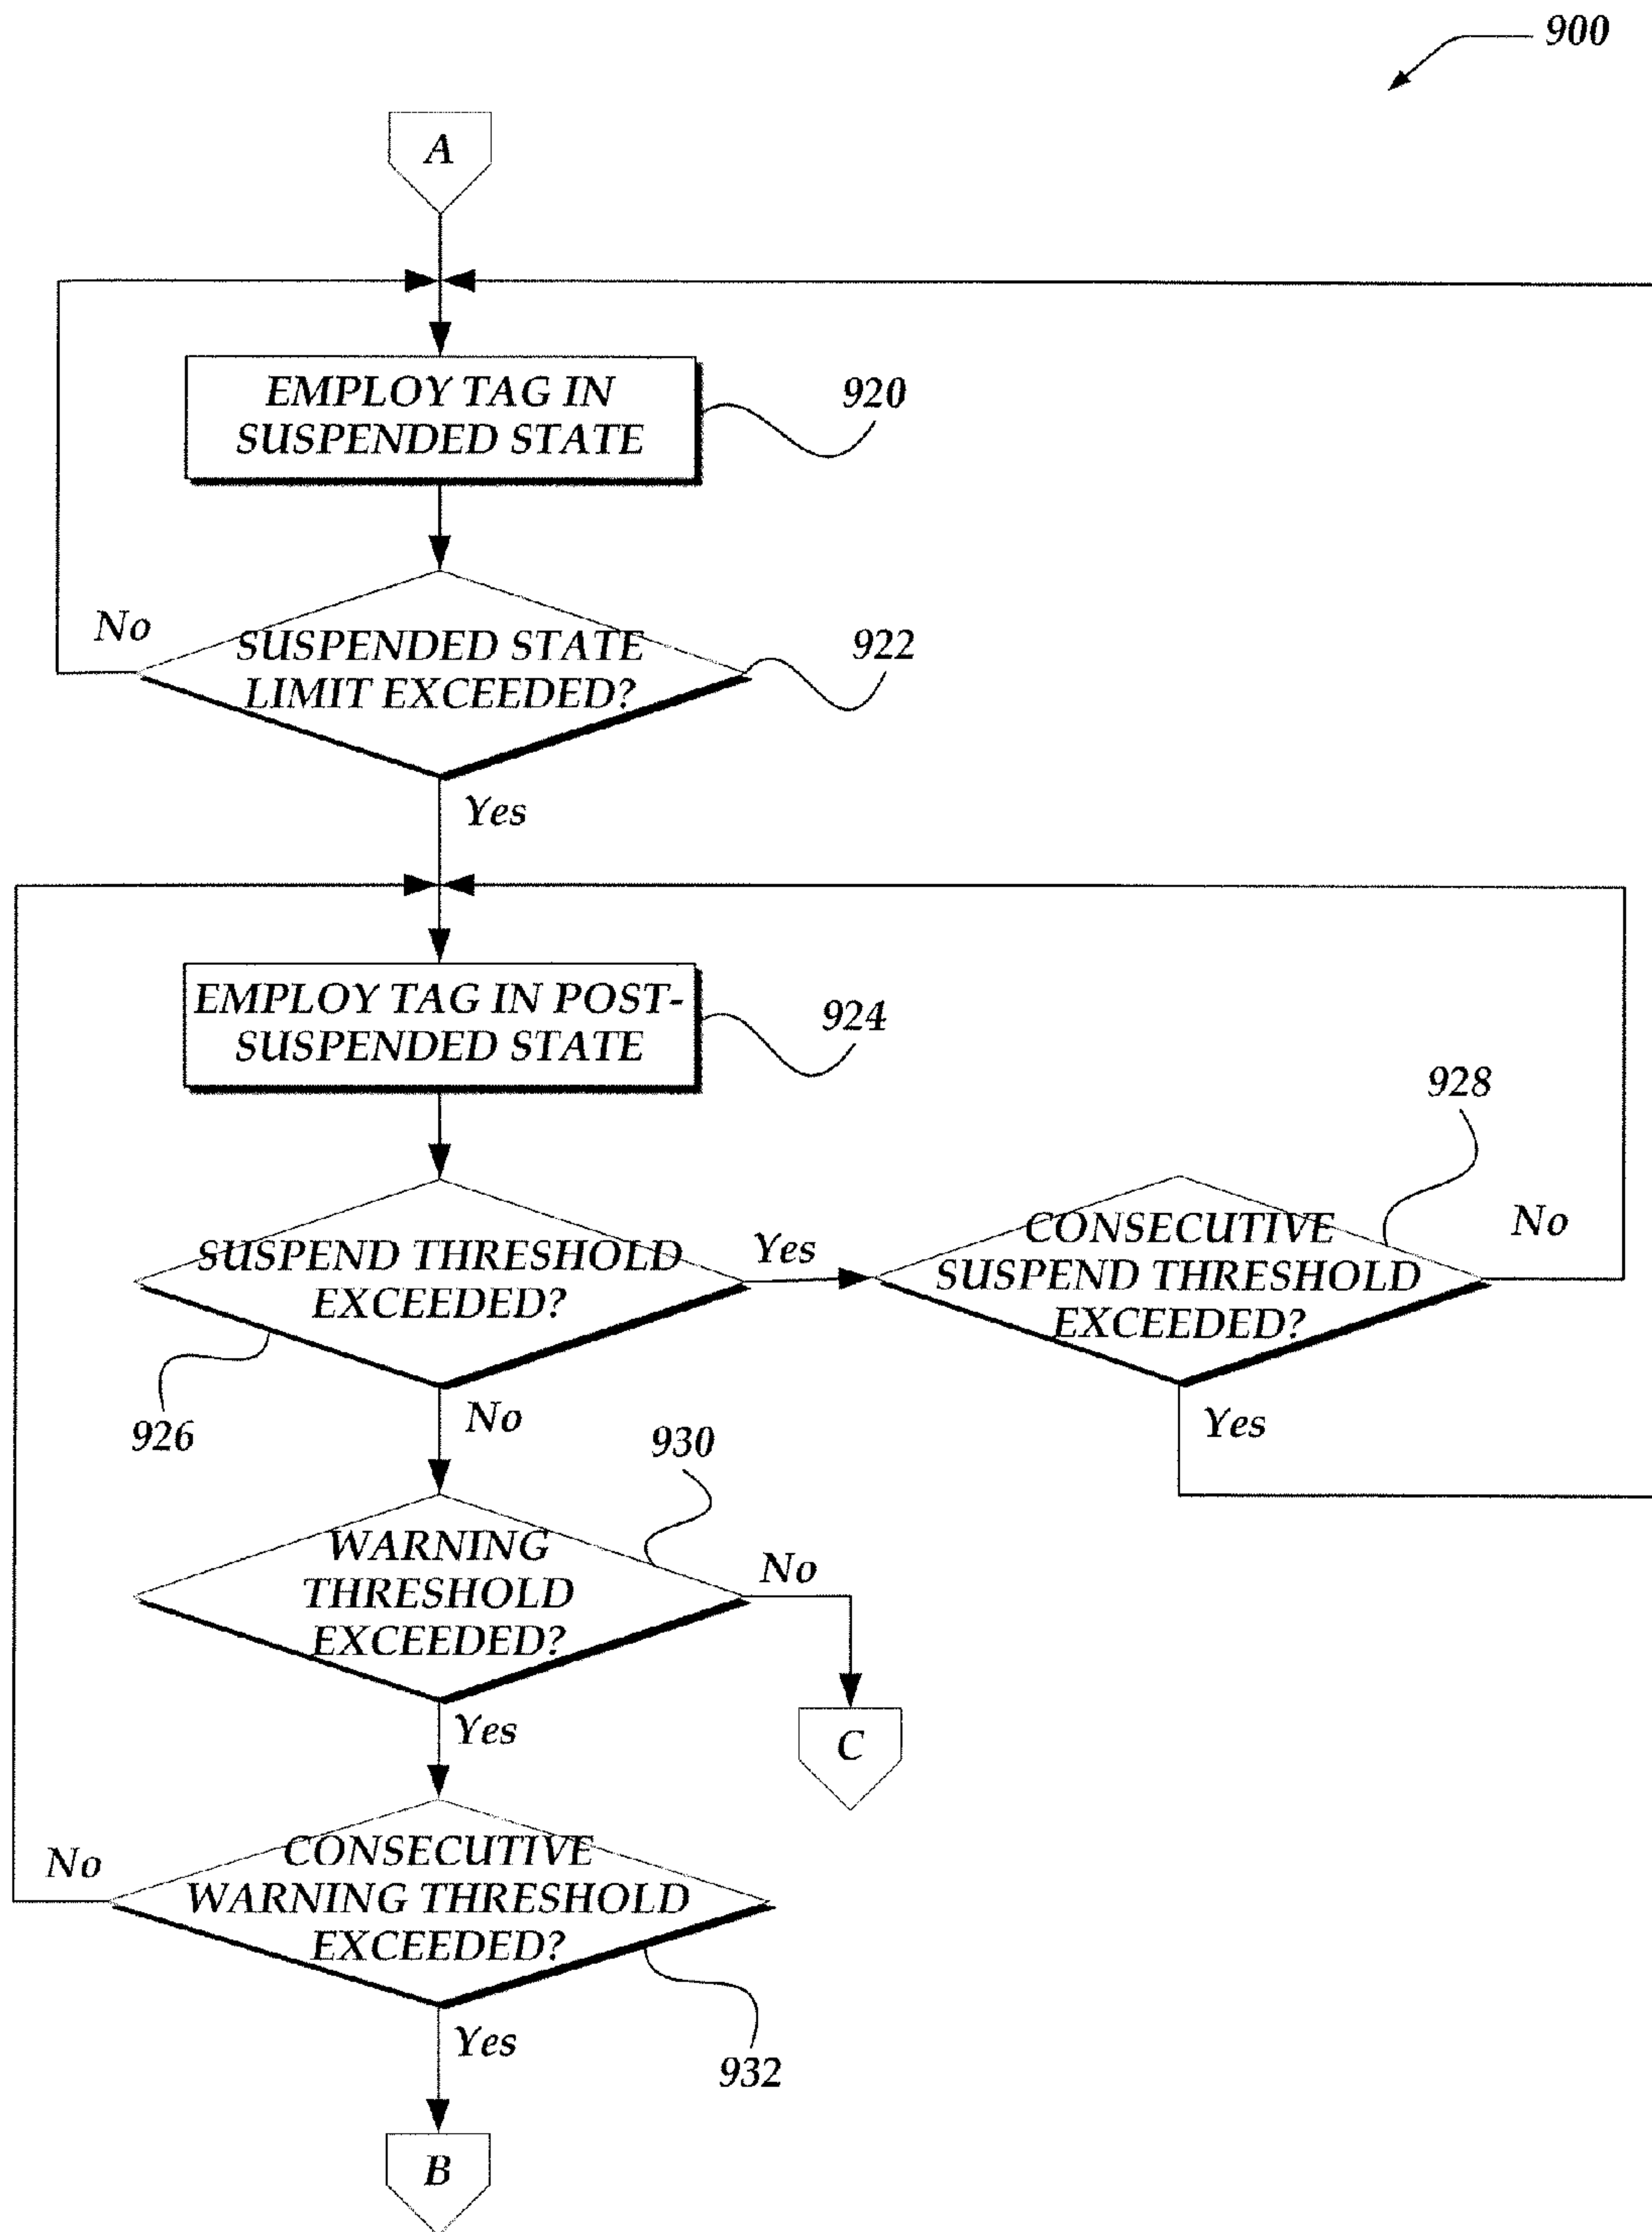 900
A
EMPLOY TAG IN
SUSPENDED STATE
920
No
SUSPENDED STATE
LIMIT EXCEEDED?
922
Yes
EMPLOY TAG IN POST-
SUSPENDED STATE
924
928
SUSPEND THRESHOLD
EXCEEDED?
Yes
CONSECUTIVE
SUSPEND THRESHOLD
EXCEEDED?
No
926
No
Yes
930
WARNING
THRESHOLD
EXCEEDED?
No
C
Yes
No
CONSECUTIVE
WARNING THRESHOLD
EXCEEDED?
932
Yes
B